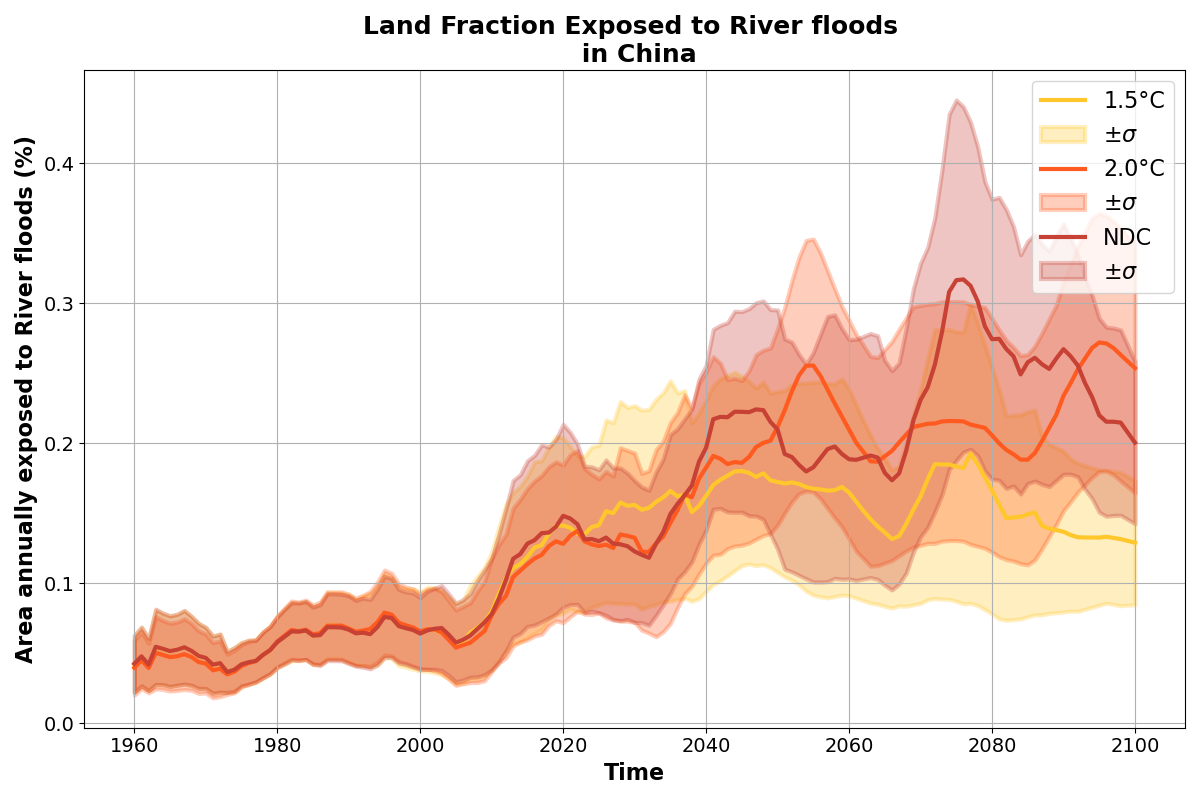 Land Fraction Exposed to River floods
in China
Area annually exposed to River floods (%)
0.4
0.3
0.2
0.1
0.0
1960 1980 2000 2020 2040 2060 2080 2100
Time
1.5°C
±σ
2.0°C
±σ
NDC
±σ